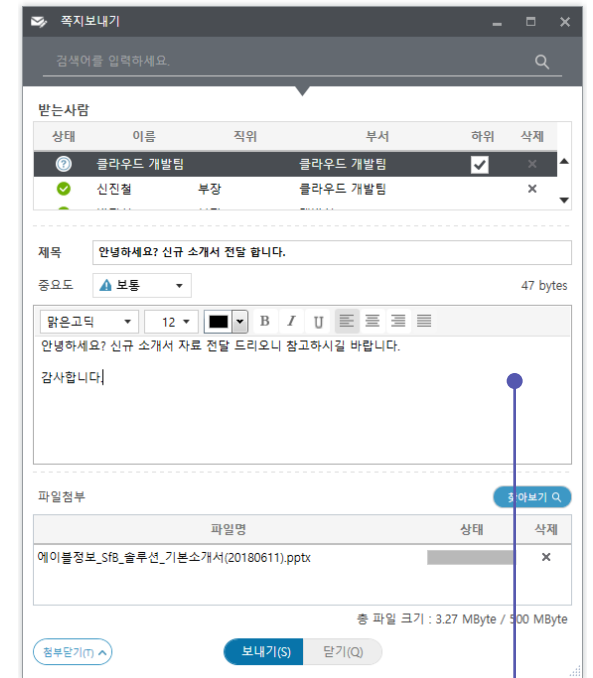 쪽지보내기
검색어를 입력하세요.
받는사람
상태 이름 직위 부서 하위 삭제
클라우드 개발팀 클라우드 개발팀
신진철 부장 클라우드 개발팀
제목 안녕하세요? 신규 소개서 전달 합니다.
중요도 보통 47 bytes
맑은고딕 12 B I U
안녕하세요? 신규 소개서 자료 전달 드리오니 참고하시길 바랍니다.
감사합니다.
파일첨부 찾아보기
파일명 상태 삭제
에이블정보_SfB_솔루션_기본소개서(20180611).pptx
총 파일 크기 : 3.27 MByte / 500 MByte
첨부닫기(T) 보내기(S) 닫기(Q)